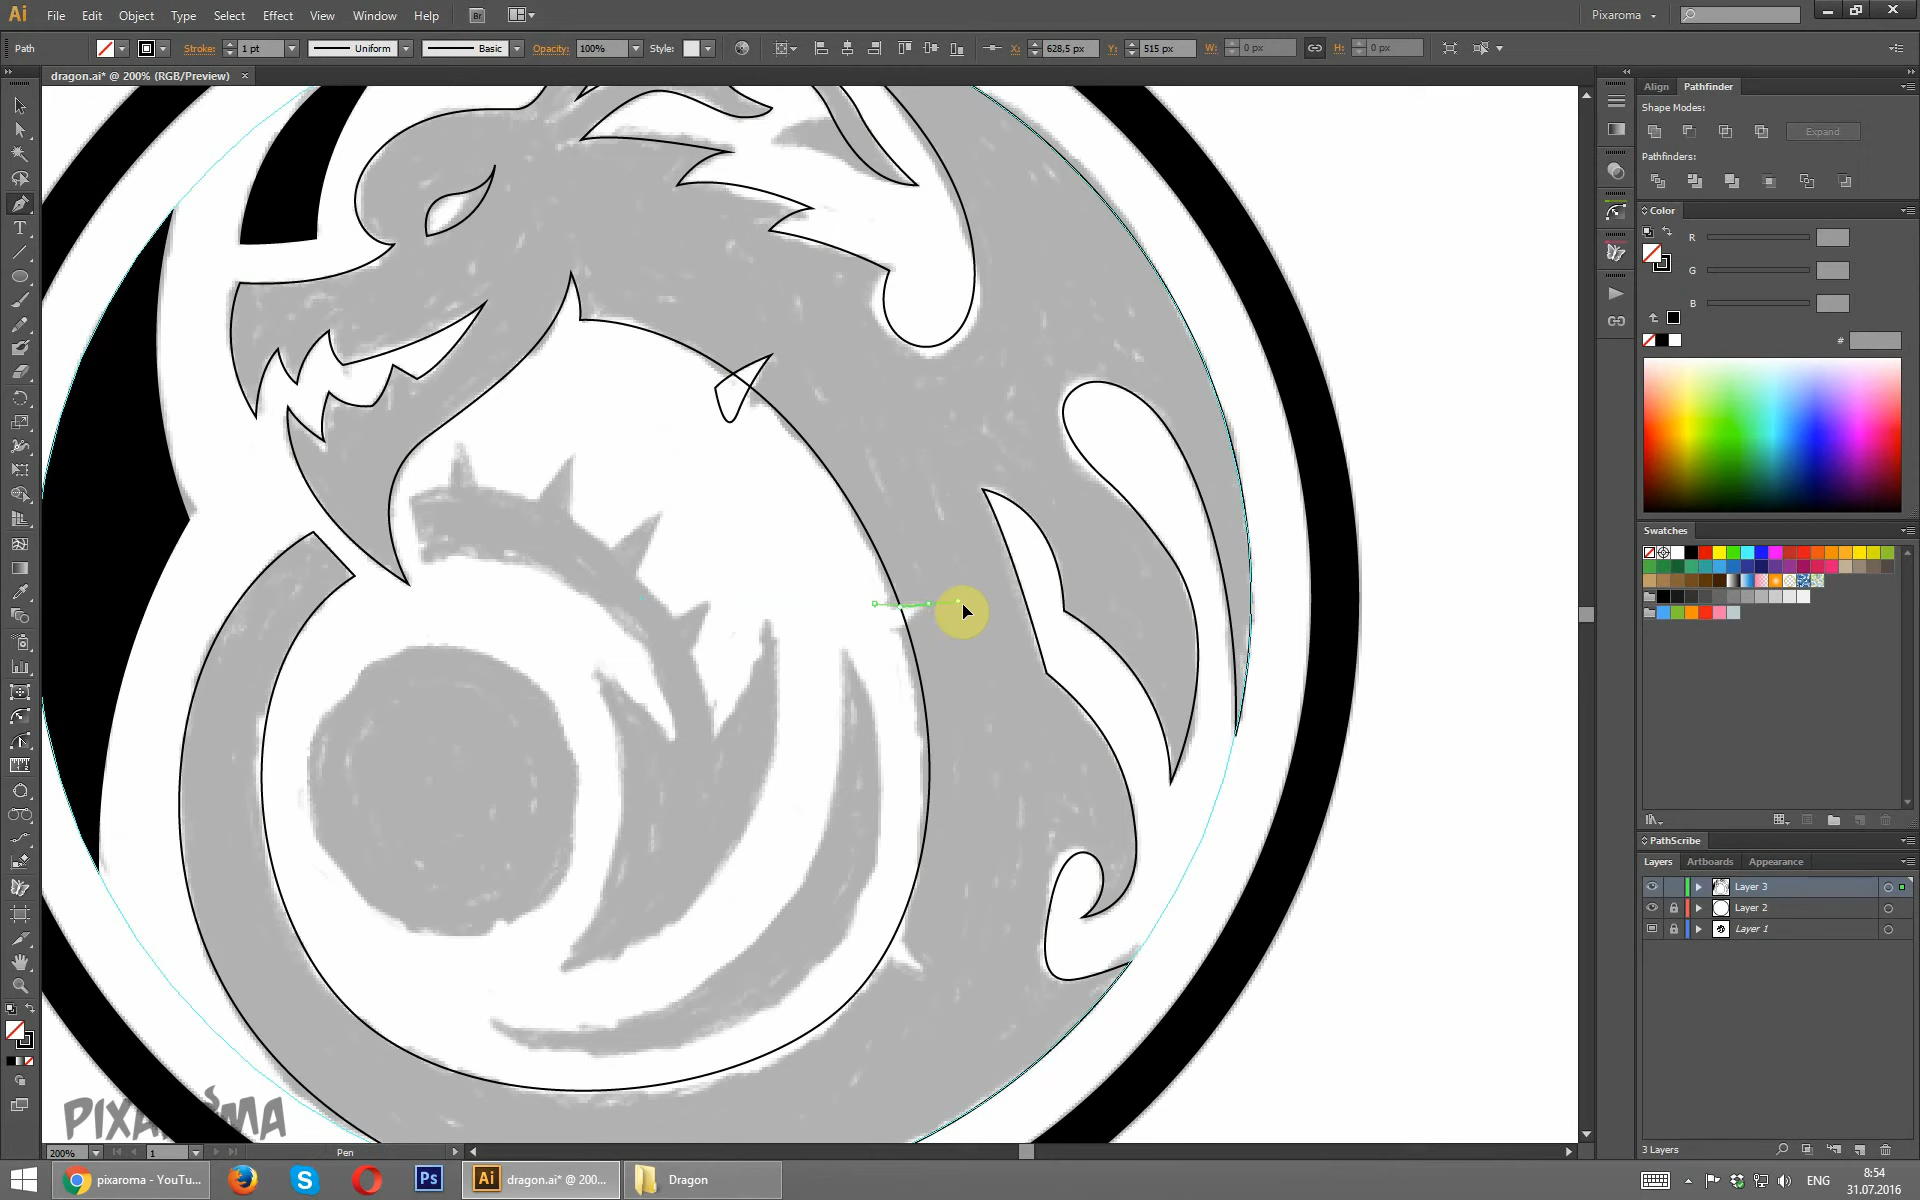 Ai File Edit Object Type Select Effect View Window Help Br Pixaroma
Path Stroke: 1 pt Uniform Basic Opacity: 100% Style: X: 628,5 px Y: 515 px W: 0 px H: 0 px
dragon.ai* @ 200% (RGB/Preview) ×
Align Pathfinder
Shape Modes:
Expand
Pathfinders:
Color
R
G
B
#
Swatches
PathScribe
Layers Artboards Appearance
Layer 3
Layer 2
Layer 1
PIXAROMA
200% 1 Pen 3 Layers
pixaroma - YouTu... Ps Ai dragon.ai* @ 200... Dragon ENG 8:54
31.07.2016